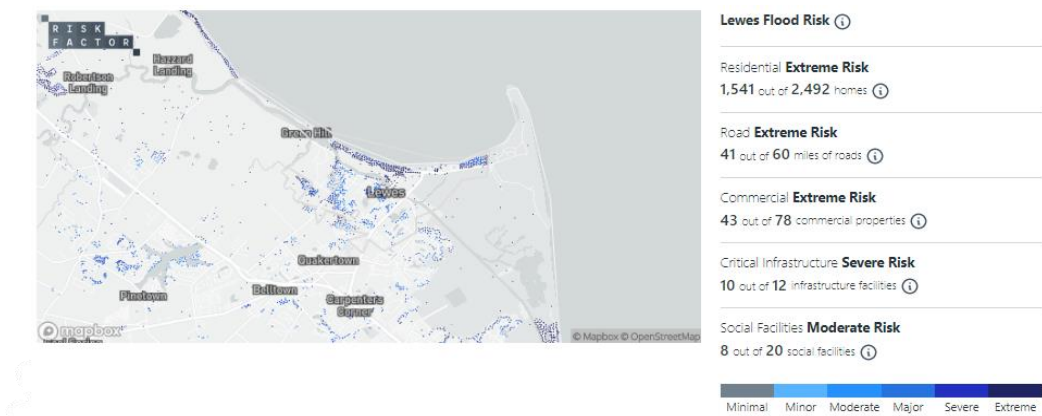 RISK
FACTOR
Hazzard
Landing
Robertson
Landing
Green Hill
Lewes
Quakertown
Belltown
Pinetown
Carpenter's
Corner
mapbox
© Mapbox © OpenStreetMap
Lewes Flood Risk
Residential Extreme Risk
1,541 out of 2,492 homes
Road Extreme Risk
41 out of 60 miles of roads
Commercial Extreme Risk
43 out of 78 commercial properties
Critical Infrastructure Severe Risk
10 out of 12 infrastructure facilities
Social Facilities Moderate Risk
8 out of 20 social facilities
Minimal Minor Moderate Major Severe Extreme